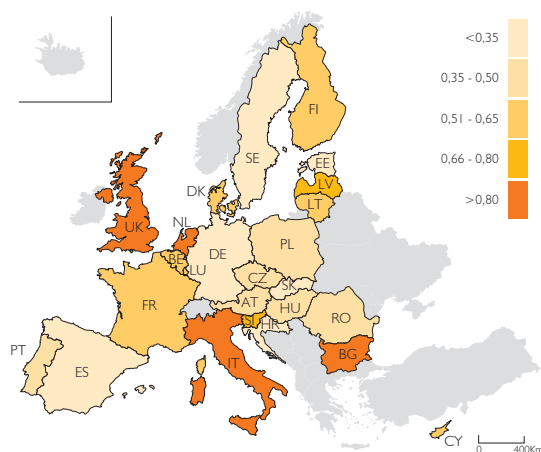 <0,35
0,35 - 0,50
0,51 - 0,65
0,66 - 0,80
>0,80
FI
SE
EE
LV
LT
DK
NL
UK
BE
LU
DE
PL
CZ
SK
AT
HU
FR
SI
HR
RO
BG
IT
PT
ES
CY
0
400Km